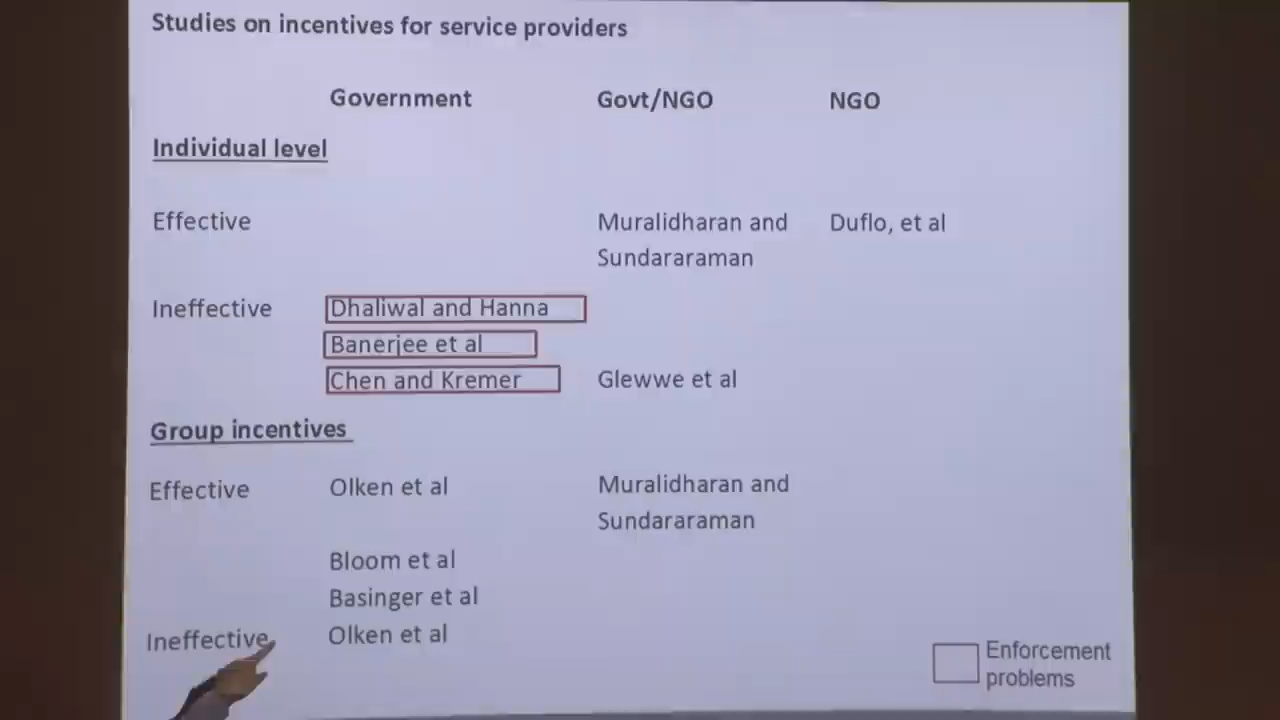 Studies on incentives for service providers
Government Govt/NGO NGO
Individual level
Effective Muralidharan and Duflo, et al
Sundararaman
Ineffective Dhaliwal and Hanna
Banerjee et al
Chen and Kremer Glewwe et al
Group incentives
Effective Olken et al Muralidharan and
Sundararaman
Bloom et al
Basinger et al
Ineffective Olken et al
Enforcement
problems